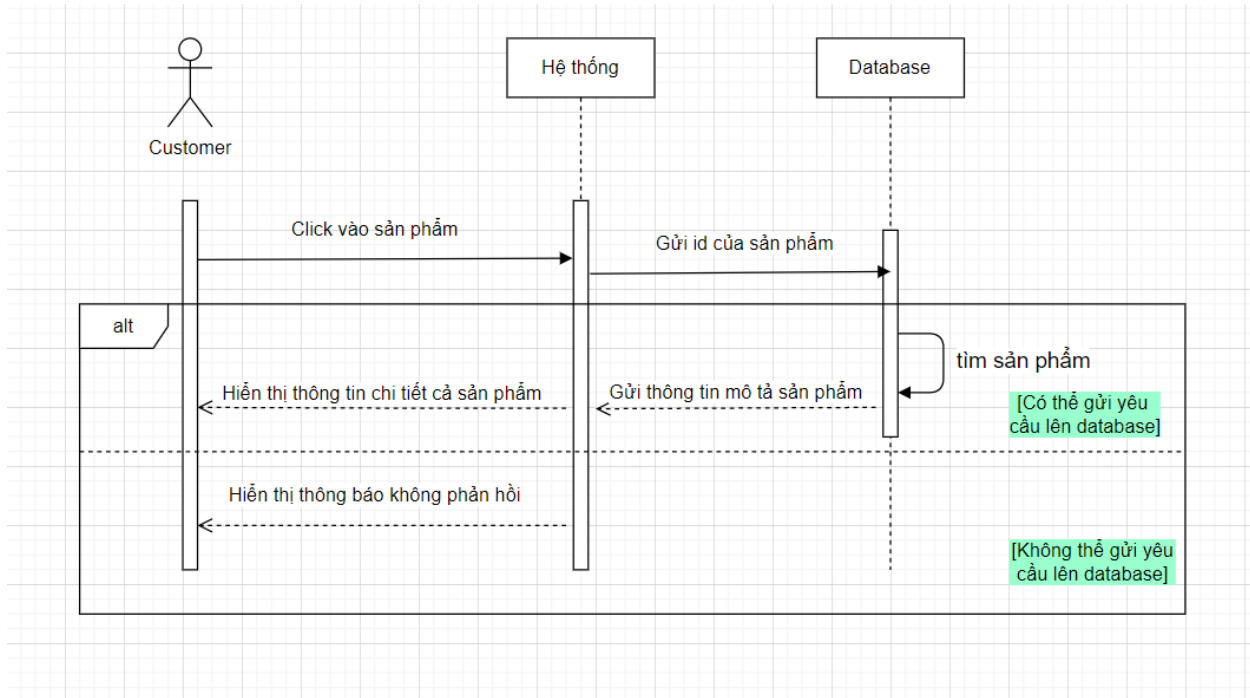 Hệ thống
Database
Customer
Click vào sản phẩm
Gửi id của sản phẩm
alt
tìm sản phẩm
Hiển thị thông tin chi tiết cả sản phẩm
Gửi thông tin mô tả sản phẩm
[Có thể gửi yêu
cầu lên database]
Hiển thị thông báo không phản hồi
[Không thể gửi yêu
cầu lên database]